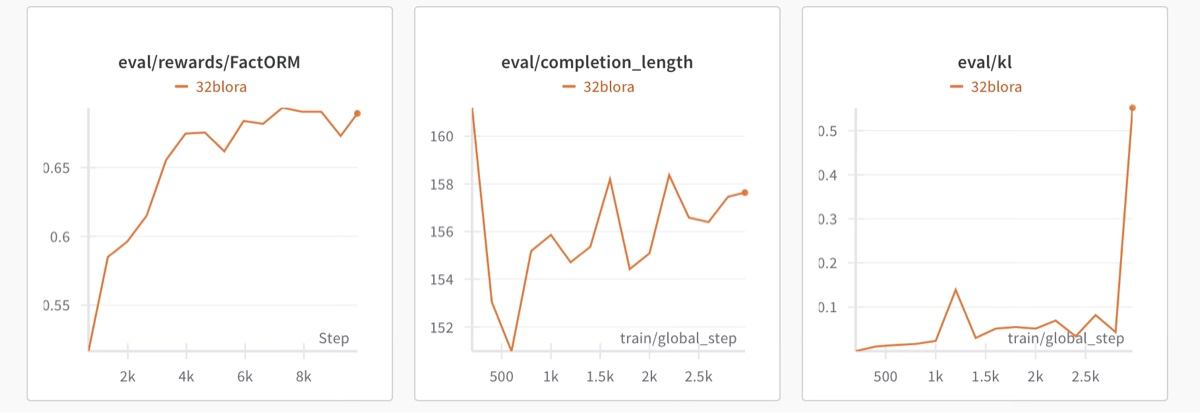 eval/rewards/FactORM
32blora
0.65
0.6
0.55
Step
2k
4k
6k
8k
eval/completion_length
32blora
160
158
156
154
152
train/global_step
500
1k
1.5k
2k
2.5k
eval/kl
32blora
0.5
0.4
0.3
0.2
0.1
train/global_step
500
1k
1.5k
2k
2.5k